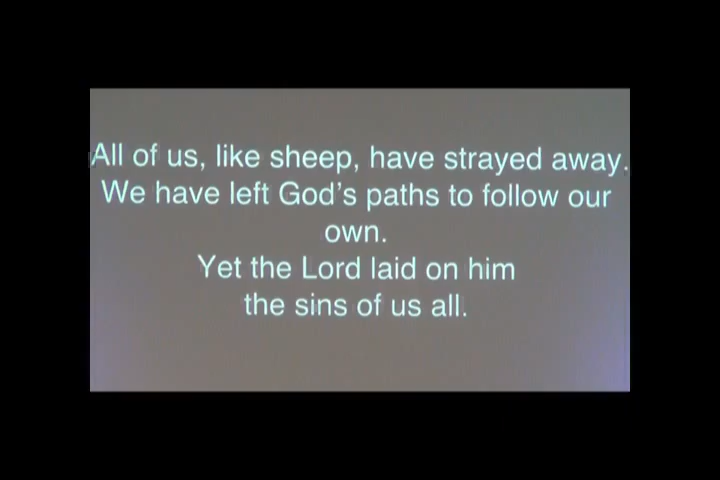 All of us, like sheep, have strayed away.
We have left God's paths to follow our
own.
Yet the Lord laid on him
the sins of us all.